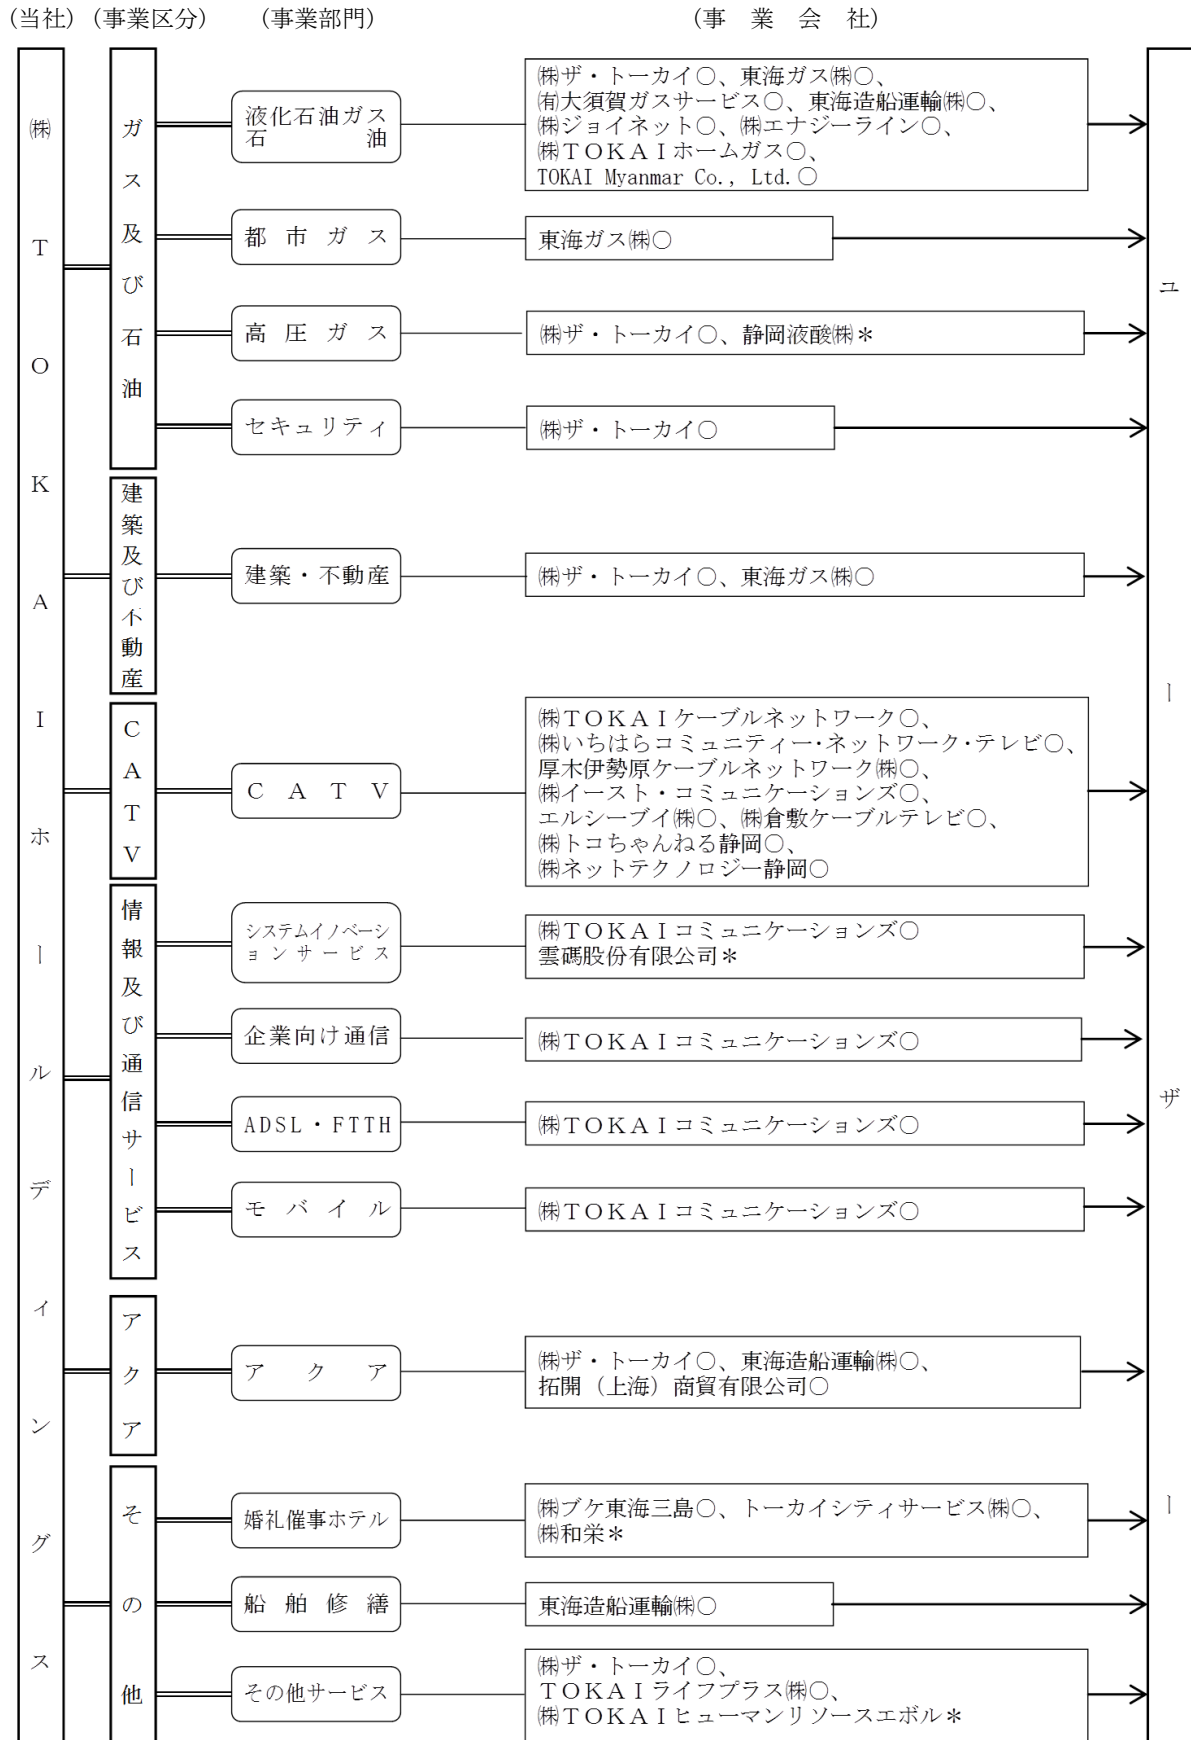 (当社) (事業区分) (事業部門) (事業会社)
㈱TOKAIホールディングス
ガス及び石油
液化石油ガス
石油
㈱ザ・トーカイ○、東海ガス㈱○、
㈲大須賀ガスサービス○、東海造船運輸㈱○、
㈱ジョイネット○、㈱エナジーライン○、
㈱TOKAIホームガス○、
TOKAI Myanmar Co., Ltd.○
都市ガス
東海ガス㈱○
高圧ガス
㈱ザ・トーカイ○、静岡液酸㈱*
セキュリティ
㈱ザ・トーカイ○
建築及び不動産
建築・不動産
㈱ザ・トーカイ○、東海ガス㈱○
CATV
CATV
㈱TOKAIケーブルネットワーク○、
㈱いちはらコミュニティー・ネットワーク・テレビ○、
厚木伊勢原ケーブルネットワーク㈱○、
㈱イースト・コミュニケーションズ○、
エルシーブイ㈱○、㈱倉敷ケーブルテレビ○、
㈱トコちゃんねる静岡○、
㈱ネットテクノロジー静岡○
情報及び通信サービス
システムイノベーシ
ョンサービス
㈱TOKAIコミュニケーションズ○
雲碼股份有限公司*
企業向け通信
㈱TOKAIコミュニケーションズ○
ADSL・FTTH
㈱TOKAIコミュニケーションズ○
モバイル
㈱TOKAIコミュニケーションズ○
アクア
アクア
㈱ザ・トーカイ○、東海造船運輸㈱○、
拓開（上海）商貿有限公司○
その他
婚礼催事ホテル
㈱ブケ東海三島○、トーカイシティサービス㈱○、
㈱和栄*
船舶修繕
東海造船運輸㈱○
その他サービス
㈱ザ・トーカイ○、
TOKAIライフプラス㈱○、
㈱TOKAIヒューマンリソースエボル*
ユーザー